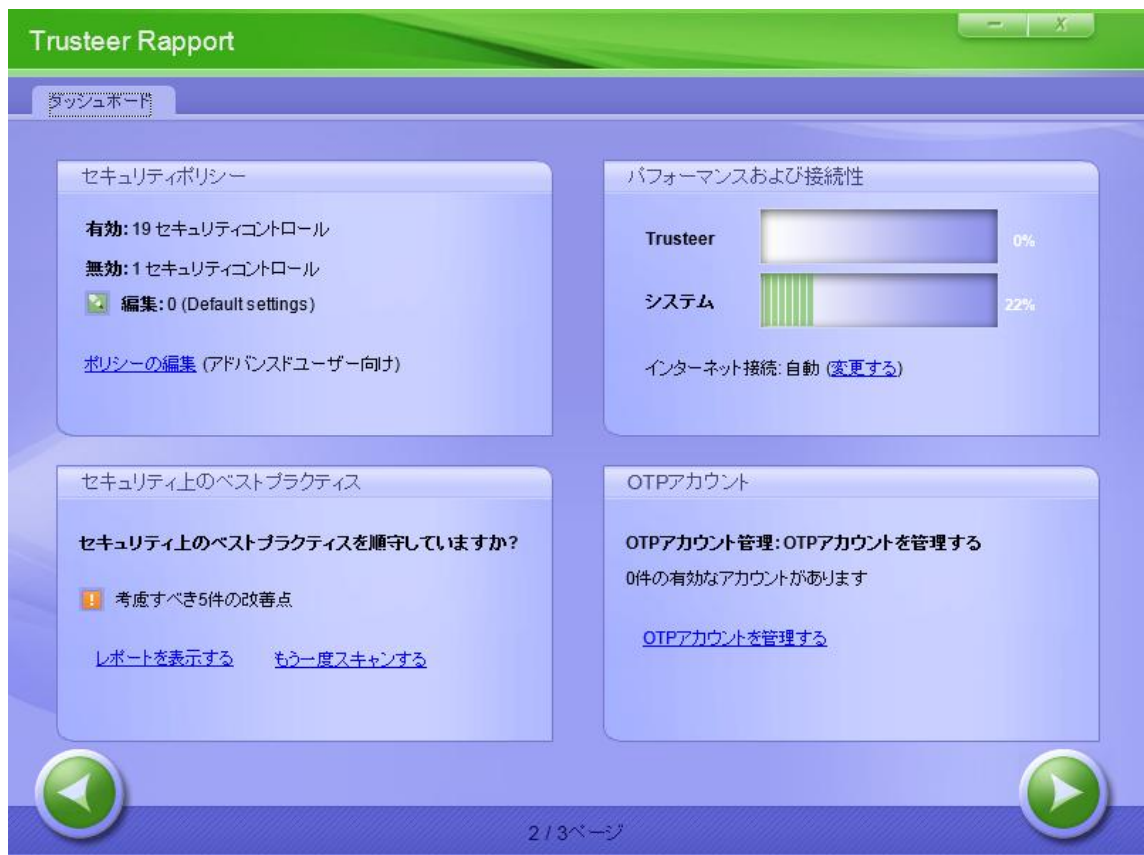 Trusteer Rapport
ダッシュボード
セキュリティポリシー
有効: 19 セキュリティコントロール
無効: 1 セキュリティコントロール
編集: 0 (Default settings)
ポリシーの編集 (アドバンスドユーザー向け)
パフォーマンスおよび接続性
Trusteer 0%
システム 22%
インターネット接続: 自動 (変更する)
セキュリティ上のベストプラクティス
セキュリティ上のベストプラクティスを順守していますか?
考慮すべき5件の改善点
レポートを表示する もう一度スキャンする
OTPアカウント
OTPアカウント管理: OTPアカウントを管理する
0件の有効なアカウントがあります
OTPアカウントを管理する
2 / 3ページ